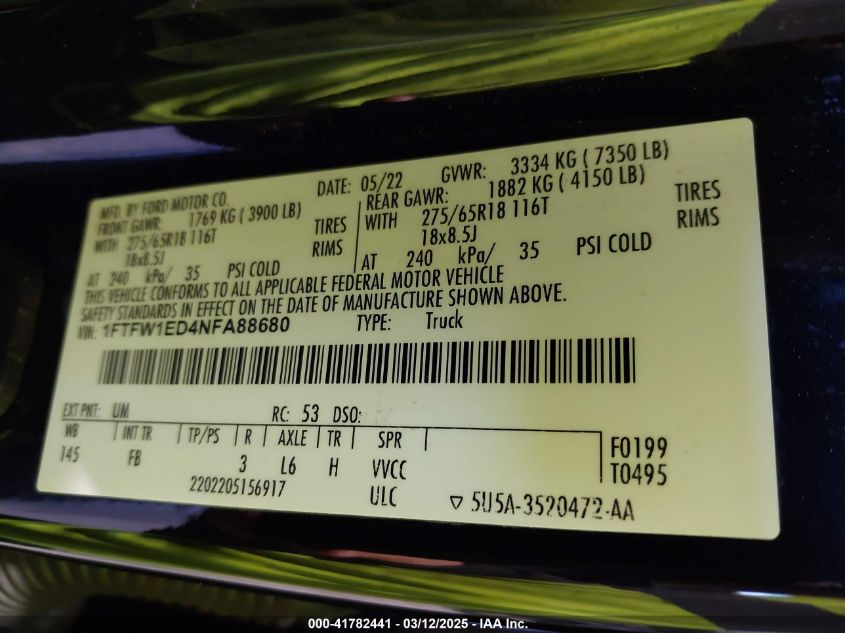 MFD. BY FORD MOTOR CO.
DATE: 05/22 GVWR: 3334 KG ( 7350 LB)
FRONT GAWR: 1769 KG ( 3900 LB) REAR GAWR: 1882 KG ( 4150 LB)
WITH 275/65R18 116T TIRES WITH 275/65R18 116T TIRES
18x8.5J RIMS 18x8.5J RIMS
AT 240 kPa/ 35 PSI COLD AT 240 kPa/ 35 PSI COLD
THIS VEHICLE CONFORMS TO ALL APPLICABLE FEDERAL MOTOR VEHICLE
SAFETY STANDARDS IN EFFECT ON THE DATE OF MANUFACTURE SHOWN ABOVE.
VIN: 1FTFW1ED4NFA88680 TYPE: Truck
EXT PNT: UM RC: 53 DSO:
WB INT TR TP/PS R AXLE TR SPR F0199
145 FB 3 L6 H VVCC T0495
2202205156917 ULC ▽ 5U5A-3520472-AA
000-41782441 - 03/12/2025 - IAA Inc.